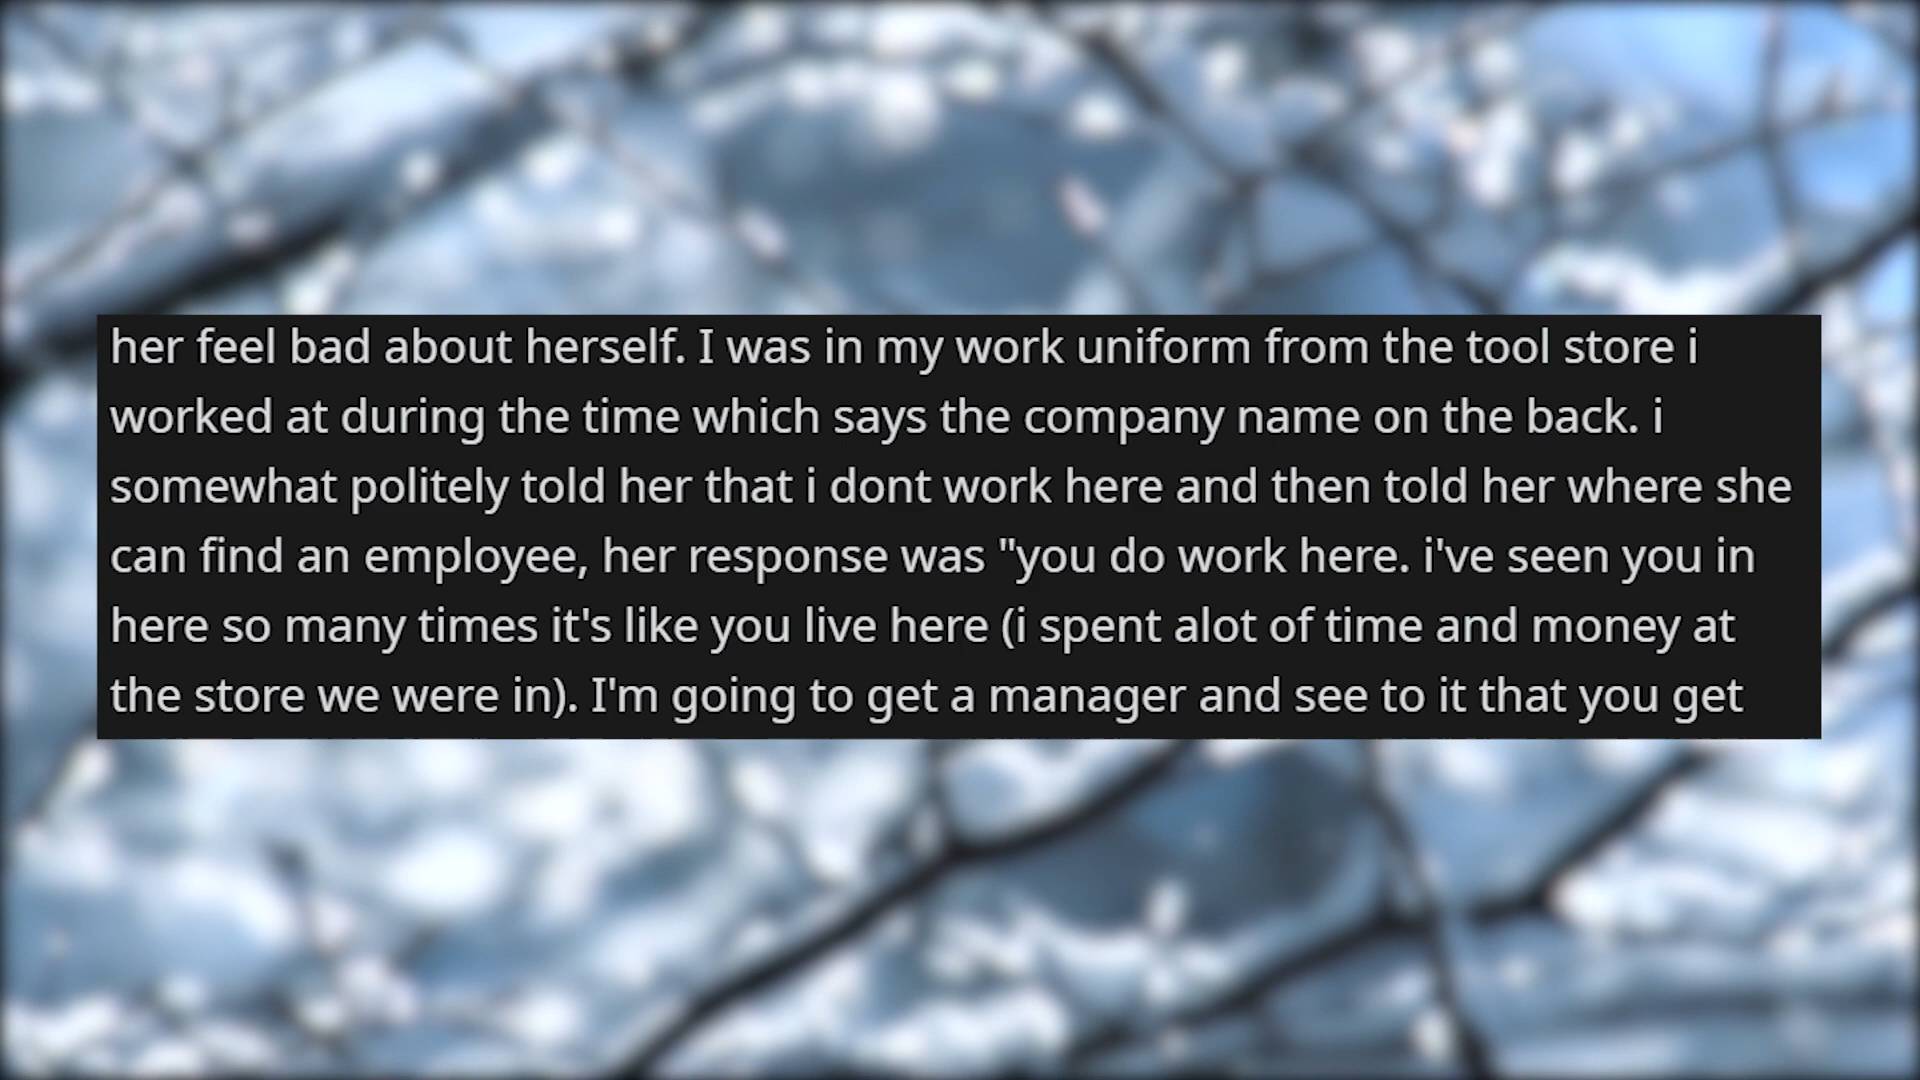 her feel bad about herself. I was in my work uniform from the tool store i
worked at during the time which says the company name on the back. i
somewhat politely told her that i dont work here and then told her where she
can find an employee, her response was "you do work here. i've seen you in
here so many times it's like you live here (i spent alot of time and money at
the store we were in). I'm going to get a manager and see to it that you get